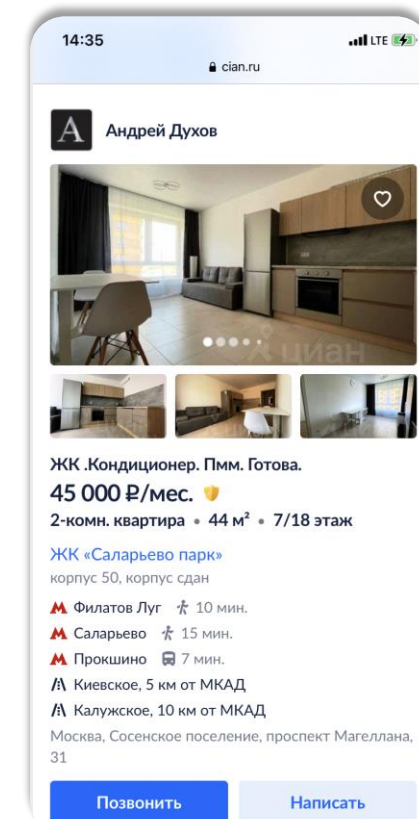 14:35
LTE
cian.ru
A
Андрей Духов
циан
ЖК .Кондиционер. Пмм. Готова.
45 000 ₽/мес.
2-комн. квартира • 44 м² • 7/18 этаж
ЖК «Саларьево парк»
корпус 50, корпус сдан
Филатов Луг 10 мин.
Саларьево 15 мин.
Прокшино 7 мин.
Киевское, 5 км от МКАД
Калужское, 10 км от МКАД
Москва, Сосенское поселение, проспект Магеллана,
31
Позвонить
Написать